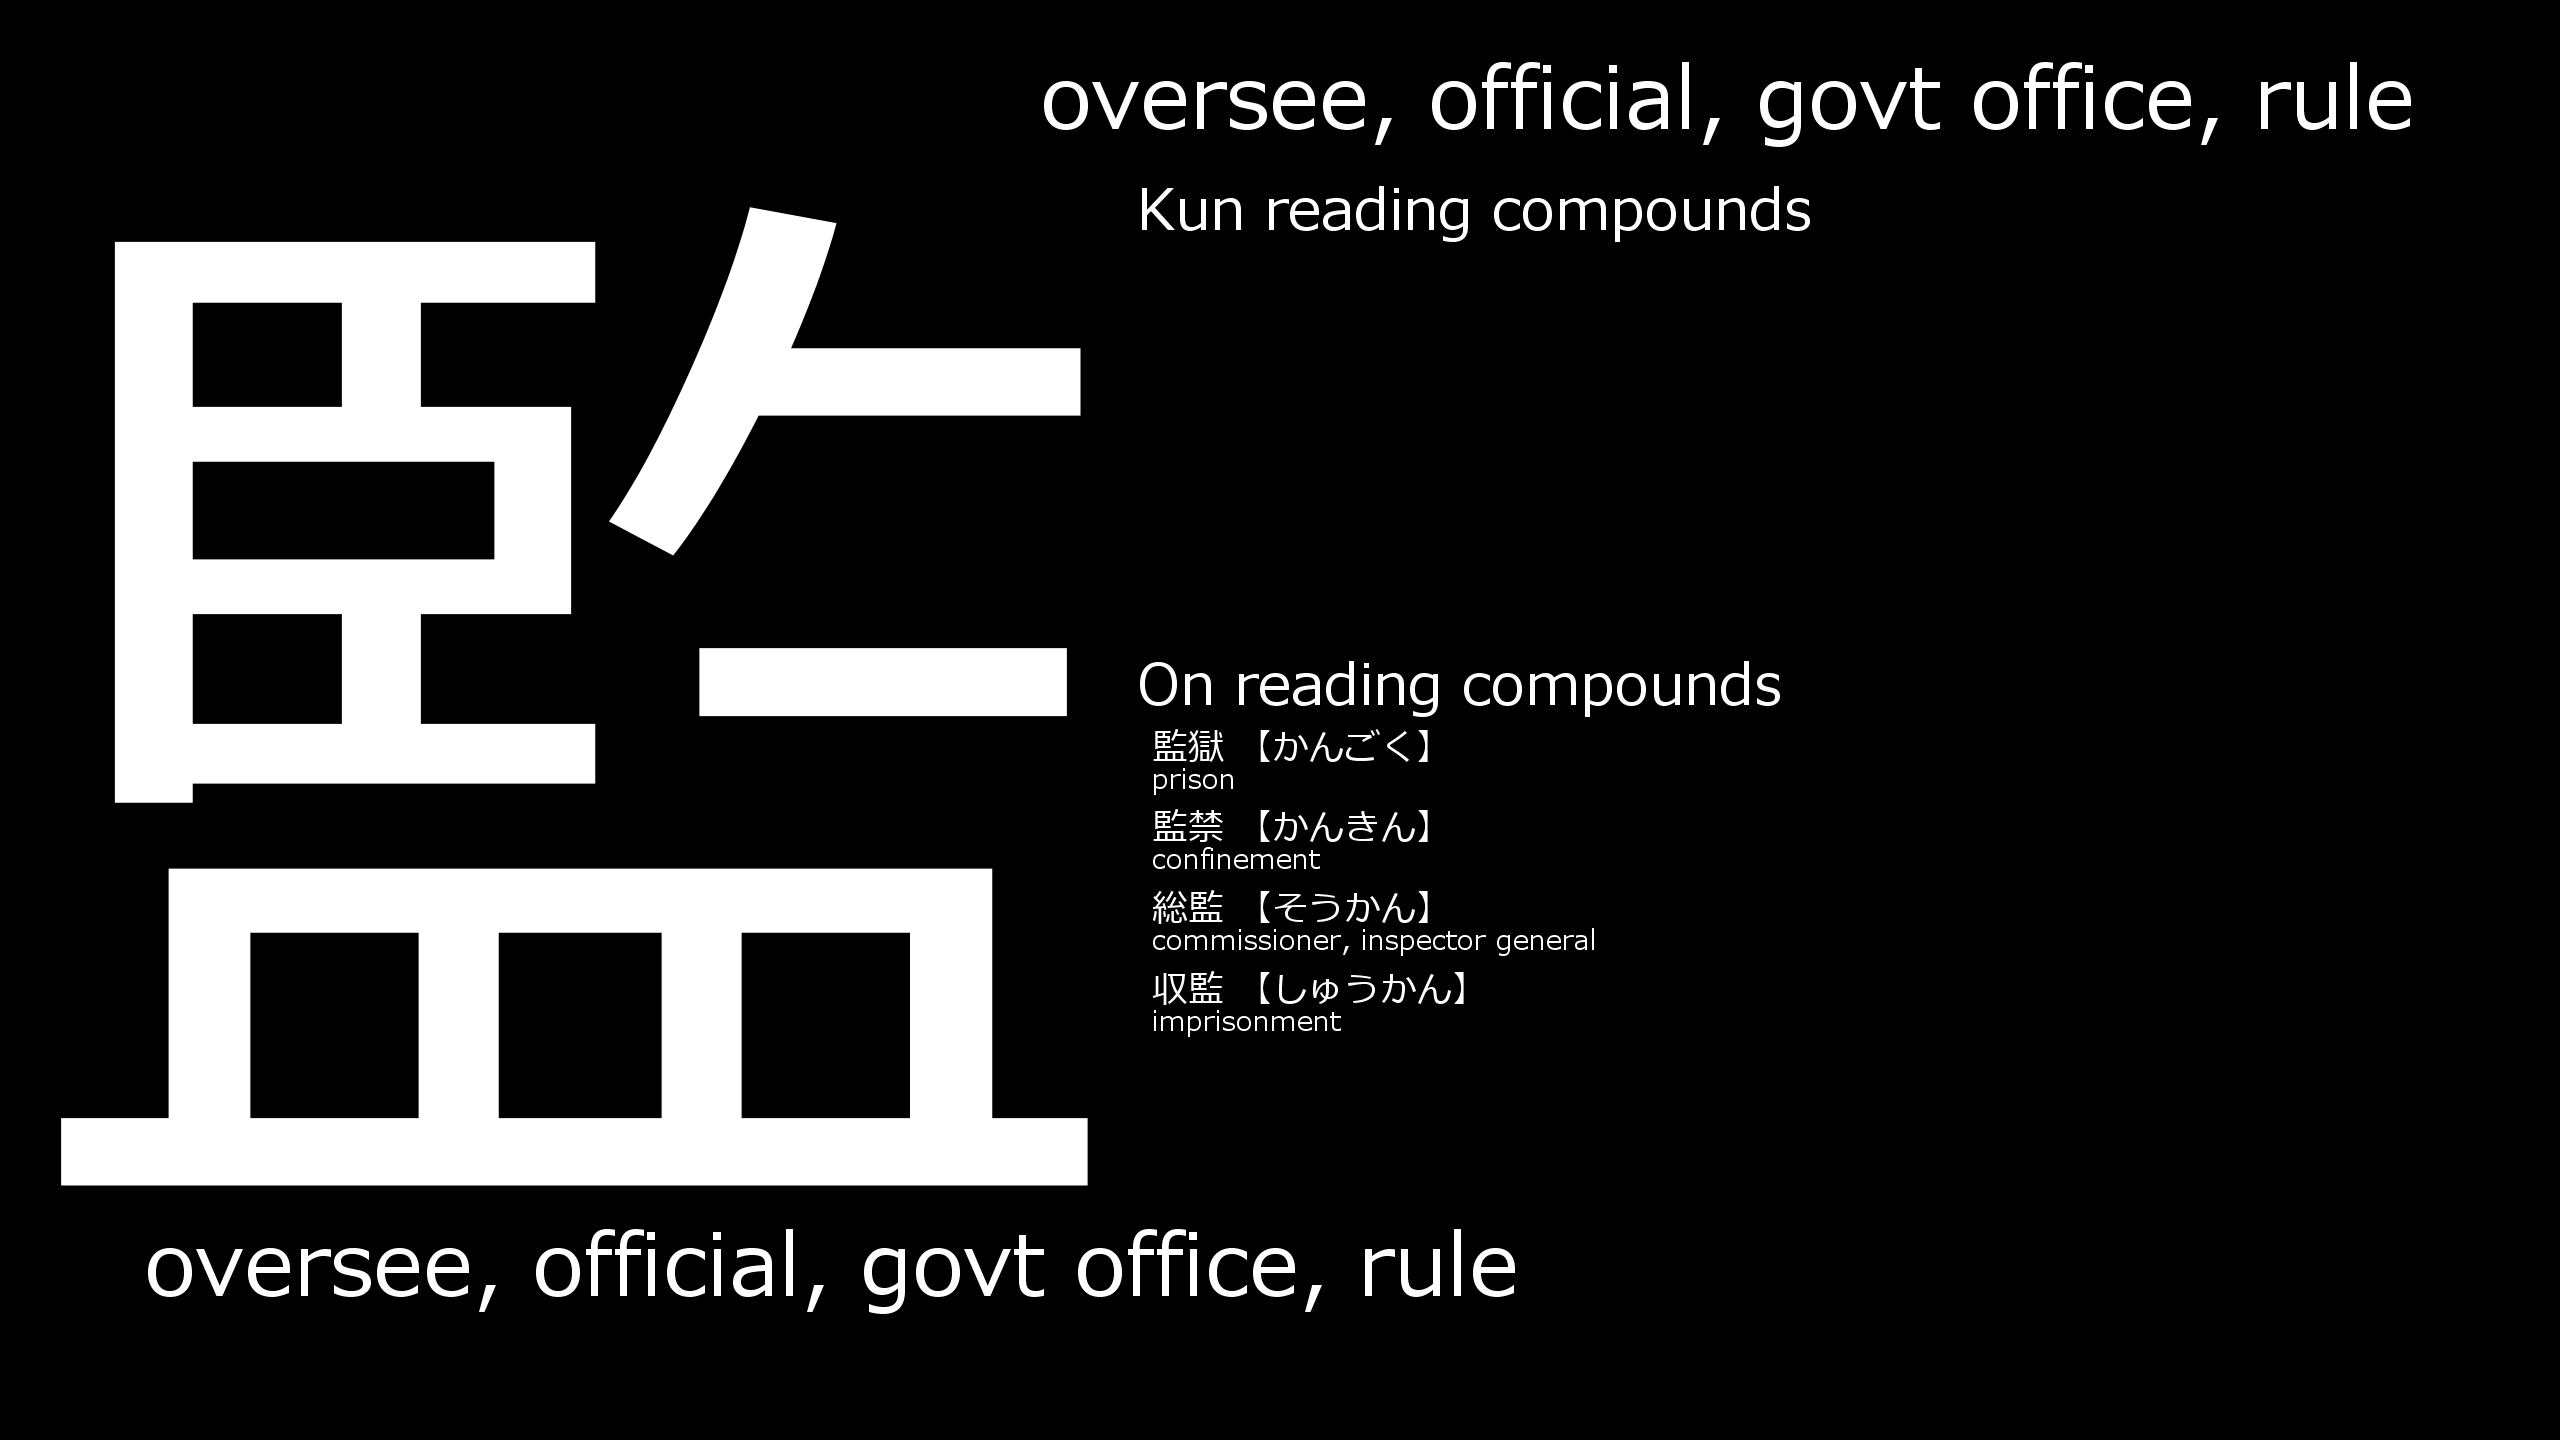 oversee, official, govt office, rule
Kun reading compounds
監
On reading compounds
監獄 【かんごく】
prison
監禁 【かんきん】
confinement
総監 【そうかん】
commissioner, inspector general
収監 【しゅうかん】
imprisonment
oversee, official, govt office, rule